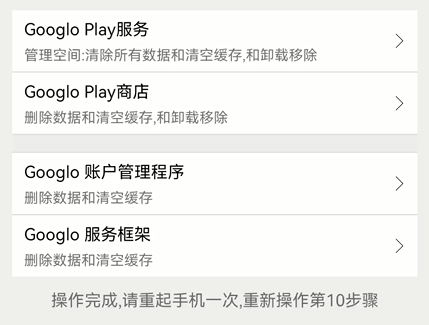 Googlo Play服务
管理空间:清除所有数据和清空缓存,和卸载移除
Googlo Play商店
删除数据和清空缓存,和卸载移除
Googlo 账户管理程序
删除数据和清空缓存
Googlo 服务框架
删除数据和清空缓存
操作完成,请重起手机一次,重新操作第10步骤